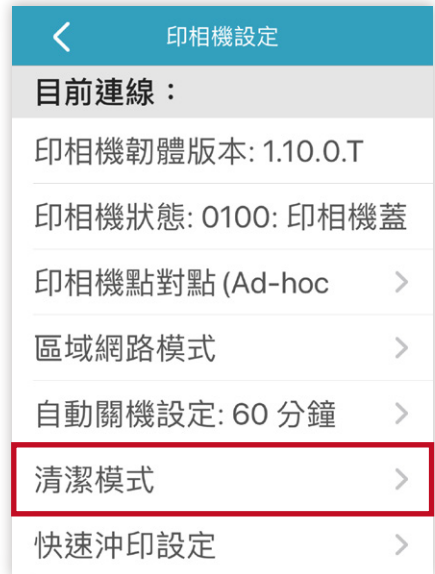 印相機設定
目前連線：
印相機韌體版本: 1.10.0.T
印相機狀態: 0100: 印相機蓋
印相機點對點 (Ad-hoc
區域網路模式
自動關機設定: 60 分鐘
清潔模式
快速沖印設定